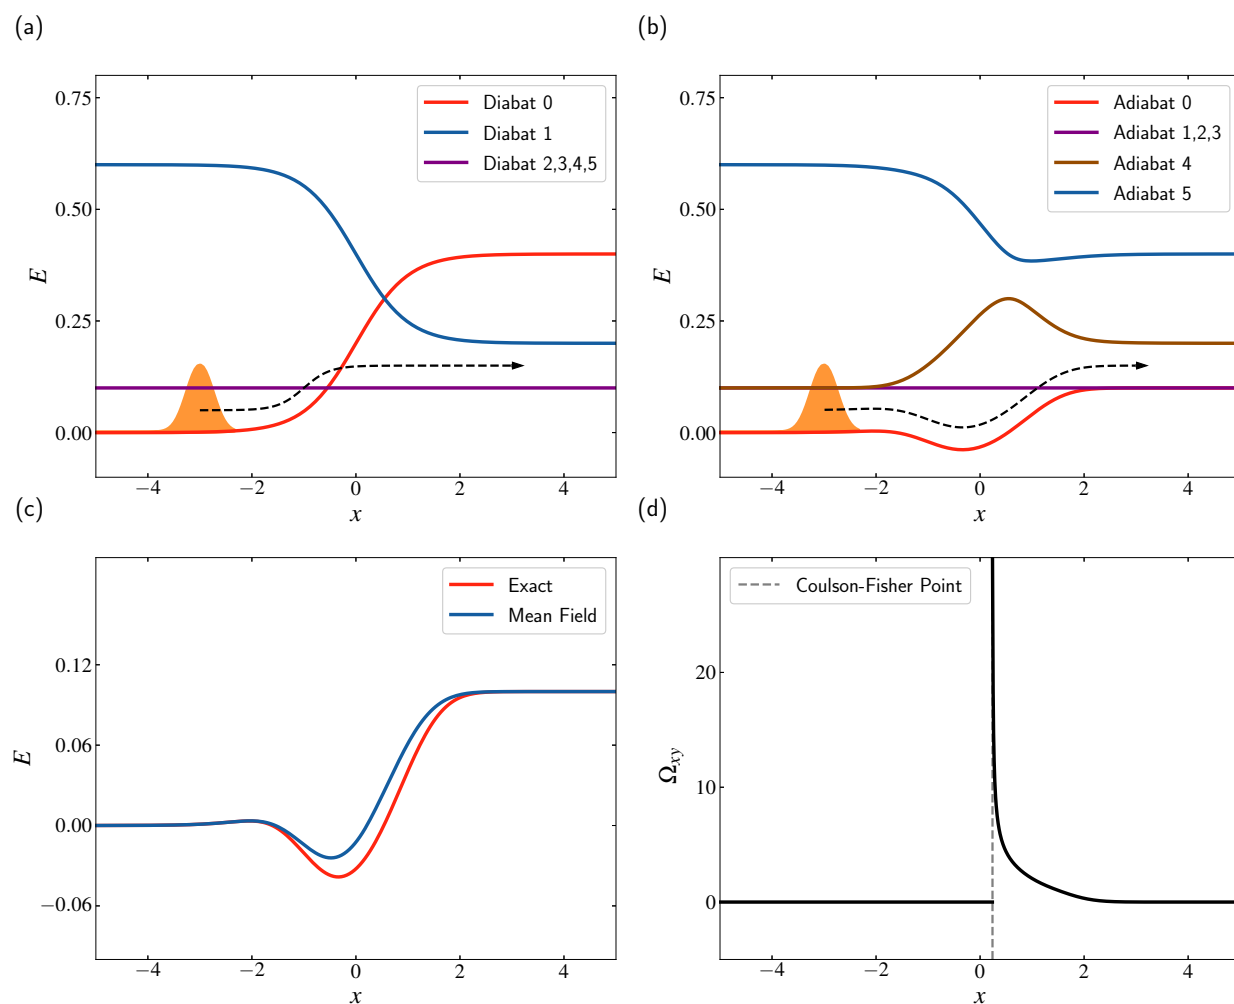 (a)
0.75
0.50
0.25
0.00
E
−4
−2
0
2
4
x
Diabat 0
Diabat 1
Diabat 2,3,4,5
(b)
0.75
0.50
0.25
0.00
E
−4
−2
0
2
4
x
Adiabat 0
Adiabat 1,2,3
Adiabat 4
Adiabat 5
(c)
0.12
0.06
0.00
−0.06
E
−4
−2
0
2
4
x
Exact
Mean Field
(d)
20
10
0
Ωxy
−4
−2
0
2
4
x
Coulson-Fisher Point